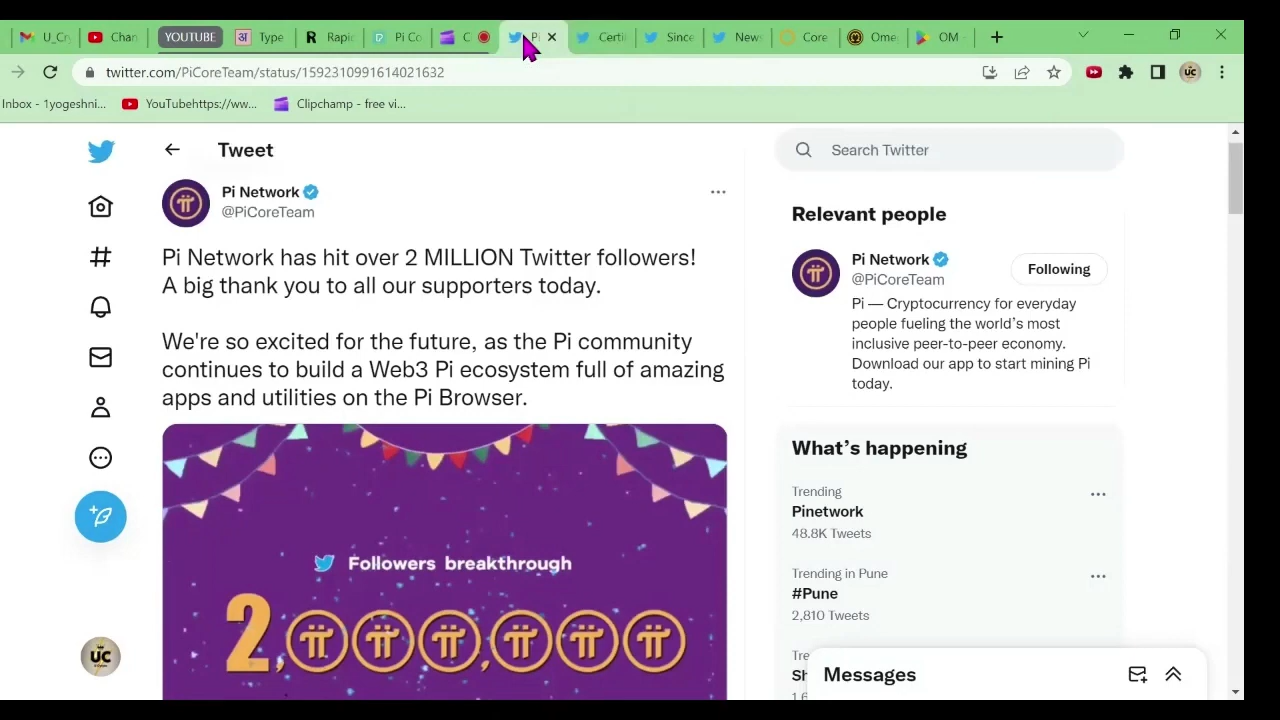 U_Cry
Chan
YOUTUBE
अ
Type
R
Rapid
Pi Co
C
Pi
Certi
Since
News
Core
Ome
OM -
twitter.com/PiCoreTeam/status/1592310991614021632
UC
Inbox - 1yogeshni...
YouTubehttps://ww...
Clipchamp - free vi...
Tweet
Search Twitter
Pi Network
@PiCoreTeam
Pi Network has hit over 2 MILLION Twitter followers!
A big thank you to all our supporters today.
We're so excited for the future, as the Pi community
continues to build a Web3 Pi ecosystem full of amazing
apps and utilities on the Pi Browser.
Followers breakthrough
2,πππ,πππ
Relevant people
Pi Network
@PiCoreTeam
Following
Pi — Cryptocurrency for everyday
people fueling the world's most
inclusive peer-to-peer economy.
Download our app to start mining Pi
today.
What's happening
Trending
Pinetwork
48.8K Tweets
Trending in Pune
#Pune
2,810 Tweets
Messages
UC